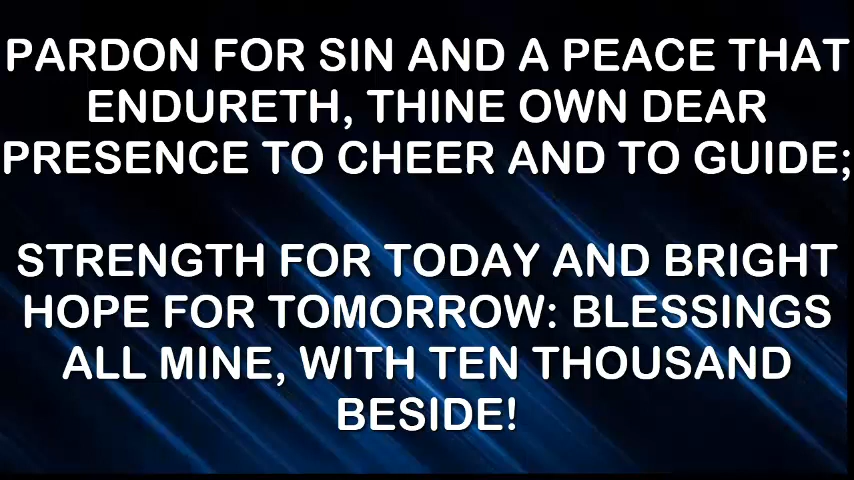 PARDON FOR SIN AND A PEACE THAT
ENDURETH, THINE OWN DEAR
PRESENCE TO CHEER AND TO GUIDE;
STRENGTH FOR TODAY AND BRIGHT
HOPE FOR TOMORROW: BLESSINGS
ALL MINE, WITH TEN THOUSAND
BESIDE!